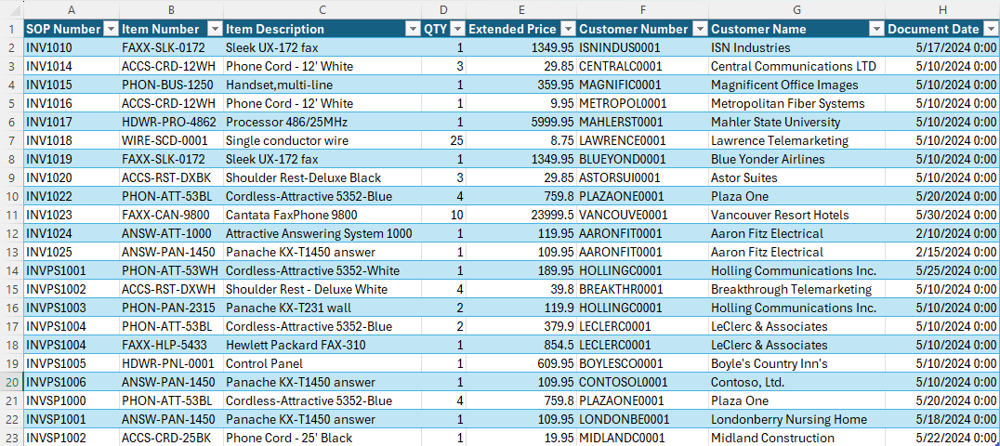 A B C D E F G H
1 SOP Number Item Number Item Description QTY Extended Price Customer Number Customer Name Document Date
2 INV1010 FAXX-SLK-0172 Sleek UX-172 fax 1 1349.95 ISNINDUS0001 ISN Industries 5/17/2024 0:00
3 INV1014 ACCS-CRD-12WH Phone Cord - 12' White 3 29.85 CENTRALC0001 Central Communications LTD 5/10/2024 0:00
4 INV1015 PHON-BUS-1250 Handset,multi-line 1 359.95 MAGNIFIC0001 Magnificent Office Images 5/10/2024 0:00
5 INV1016 ACCS-CRD-12WH Phone Cord - 12' White 1 9.95 METROPOL0001 Metropolitan Fiber Systems 5/10/2024 0:00
6 INV1017 HDWR-PRO-4862 Processor 486/25MHz 1 5999.95 MAHLERST0001 Mahler State University 5/10/2024 0:00
7 INV1018 WIRE-SCD-0001 Single conductor wire 25 8.75 LAWRENCE0001 Lawrence Telemarketing 5/10/2024 0:00
8 INV1019 FAXX-SLK-0172 Sleek UX-172 fax 1 1349.95 BLUEYOND0001 Blue Yonder Airlines 5/10/2024 0:00
9 INV1020 ACCS-RST-DXBK Shoulder Rest-Deluxe Black 3 29.85 ASTORSUI0001 Astor Suites 5/10/2024 0:00
10 INV1022 PHON-ATT-53BL Cordless-Attractive 5352-Blue 4 759.8 PLAZAONE0001 Plaza One 5/20/2024 0:00
11 INV1023 FAXX-CAN-9800 Cantata FaxPhone 9800 10 23999.5 VANCOUVE0001 Vancouver Resort Hotels 5/30/2024 0:00
12 INV1024 ANSW-ATT-1000 Attractive Answering System 1000 1 119.95 AARONFIT0001 Aaron Fitz Electrical 2/10/2024 0:00
13 INV1025 ANSW-PAN-1450 Panache KX-T1450 answer 1 109.95 AARONFIT0001 Aaron Fitz Electrical 2/15/2024 0:00
14 INVPS1001 PHON-ATT-53WH Cordless-Attractive 5352-White 1 189.95 HOLLINGC0001 Holling Communications Inc. 5/25/2024 0:00
15 INVPS1002 ACCS-RST-DXWH Shoulder Rest - Deluxe White 4 39.8 BREAKTHR0001 Breakthrough Telemarketing 5/10/2024 0:00
16 INVPS1003 PHON-PAN-2315 Panache KX-T231 wall 2 119.9 HOLLINGC0001 Holling Communications Inc. 5/10/2024 0:00
17 INVPS1004 PHON-ATT-53BL Cordless-Attractive 5352-Blue 2 379.9 LECLERC0001 LeClerc & Associates 5/10/2024 0:00
18 INVPS1004 FAXX-HLP-5433 Hewlett Packard FAX-310 1 854.5 LECLERC0001 LeClerc & Associates 5/10/2024 0:00
19 INVPS1005 HDWR-PNL-0001 Control Panel 1 609.95 BOYLESCO0001 Boyle's Country Inn's 5/10/2024 0:00
20 INVPS1006 ANSW-PAN-1450 Panache KX-T1450 answer 1 109.95 CONTOSOL0001 Contoso, Ltd. 5/10/2024 0:00
21 INVSP1000 PHON-ATT-53BL Cordless-Attractive 5352-Blue 4 759.8 PLAZAONE0001 Plaza One 5/20/2024 0:00
22 INVSP1001 ANSW-PAN-1450 Panache KX-T1450 answer 1 109.95 LONDONBE0001 Londonberry Nursing Home 5/18/2024 0:00
23 INVSP1002 ACCS-CRD-25BK Phone Cord - 25' Black 1 19.95 MIDLANDC0001 Midland Construction 5/22/2024 0:00